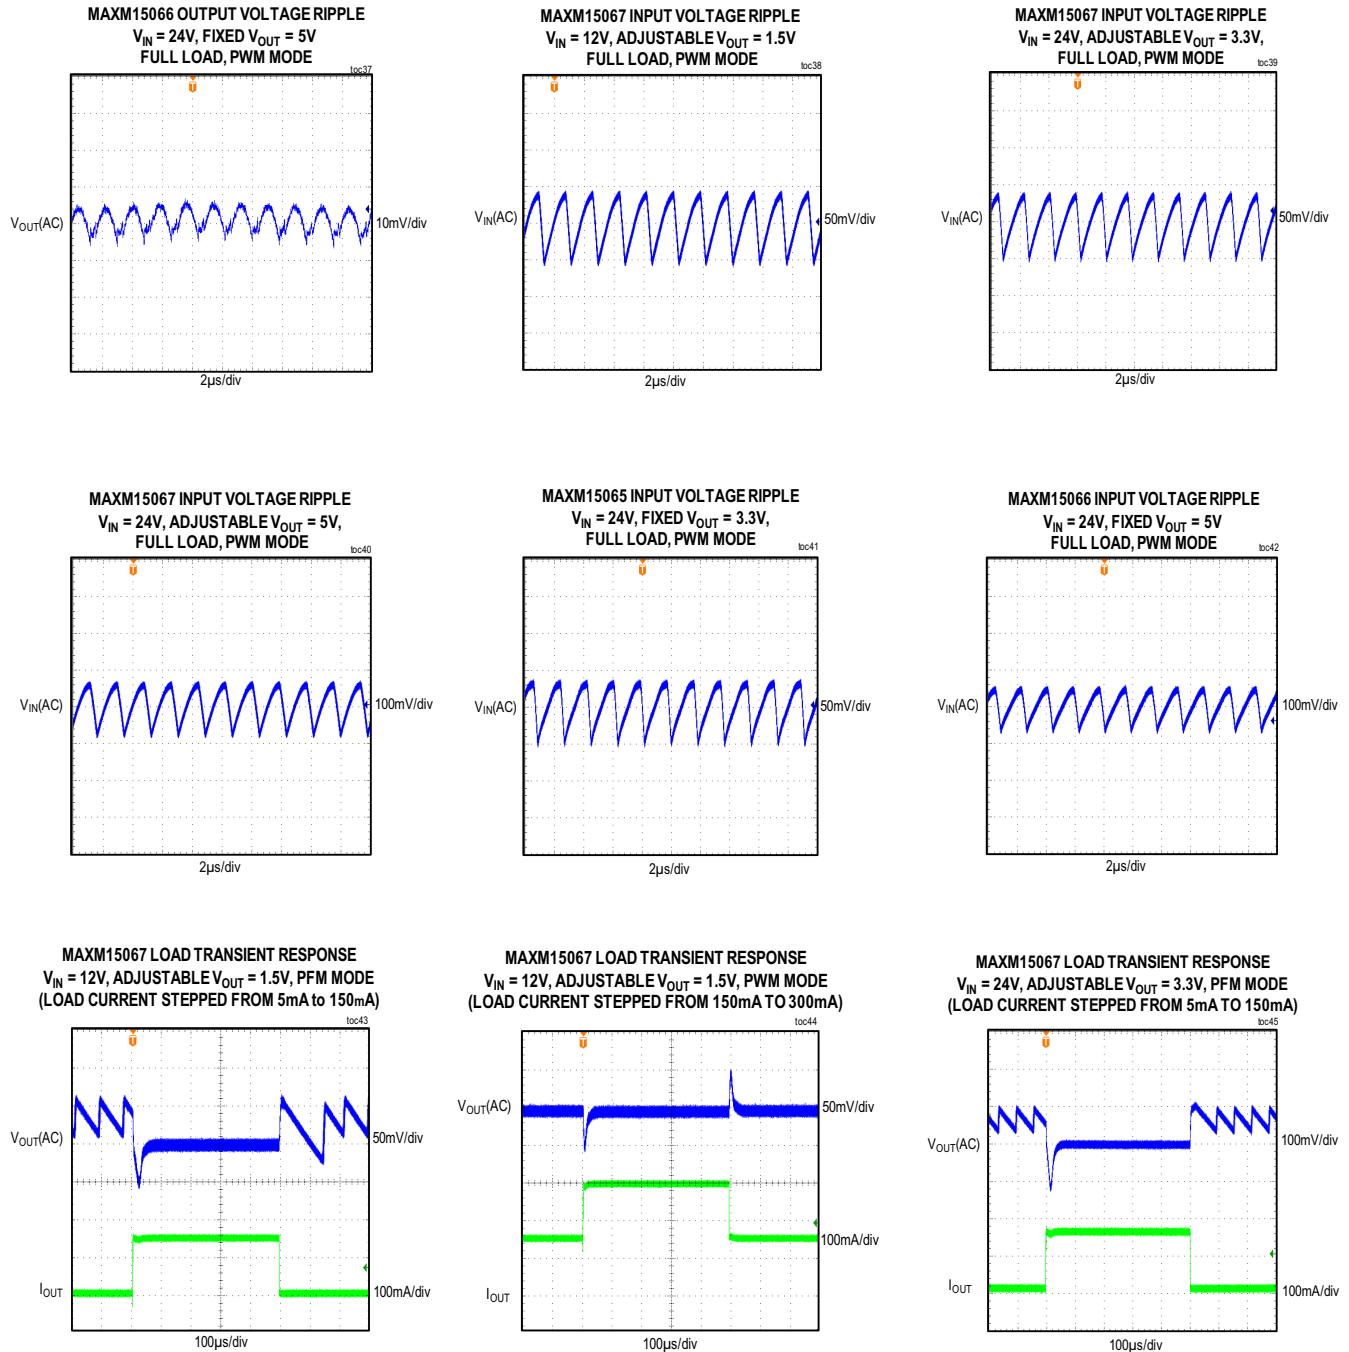 MAXM15066 OUTPUT VOLTAGE RIPPLE
VIN = 24V, FIXED VOUT = 5V
FULL LOAD, PWM MODE
toc37
T
VOUT(AC)
10mV/div
2µs/div
MAXM15067 INPUT VOLTAGE RIPPLE
VIN = 12V, ADJUSTABLE VOUT = 1.5V
FULL LOAD, PWM MODE
toc38
T
VIN(AC)
50mV/div
2µs/div
MAXM15067 INPUT VOLTAGE RIPPLE
VIN = 24V, ADJUSTABLE VOUT = 3.3V,
FULL LOAD, PWM MODE
toc39
T
VIN(AC)
50mV/div
2µs/div
MAXM15067 INPUT VOLTAGE RIPPLE
VIN = 24V, ADJUSTABLE VOUT = 5V,
FULL LOAD, PWM MODE
toc40
T
VIN(AC)
100mV/div
2µs/div
MAXM15065 INPUT VOLTAGE RIPPLE
VIN = 24V, FIXED VOUT = 3.3V,
FULL LOAD, PWM MODE
toc41
T
VIN(AC)
50mV/div
2µs/div
MAXM15066 INPUT VOLTAGE RIPPLE
VIN = 24V, FIXED VOUT = 5V
FULL LOAD, PWM MODE
toc42
T
VIN(AC)
100mV/div
2µs/div
MAXM15067 LOAD TRANSIENT RESPONSE
VIN = 12V, ADJUSTABLE VOUT = 1.5V, PFM MODE
(LOAD CURRENT STEPPED FROM 5mA to 150mA)
toc43
T
VOUT(AC)
50mV/div
IOUT
100mA/div
100µs/div
MAXM15067 LOAD TRANSIENT RESPONSE
VIN = 12V, ADJUSTABLE VOUT = 1.5V, PWM MODE
(LOAD CURRENT STEPPED FROM 150mA TO 300mA)
toc44
T
VOUT(AC)
50mV/div
100mA/div
IOUT
100µs/div
MAXM15067 LOAD TRANSIENT RESPONSE
VIN = 24V, ADJUSTABLE VOUT = 3.3V, PFM MODE
(LOAD CURRENT STEPPED FROM 5mA TO 150mA)
toc45
T
VOUT(AC)
100mV/div
IOUT
100mA/div
100µs/div